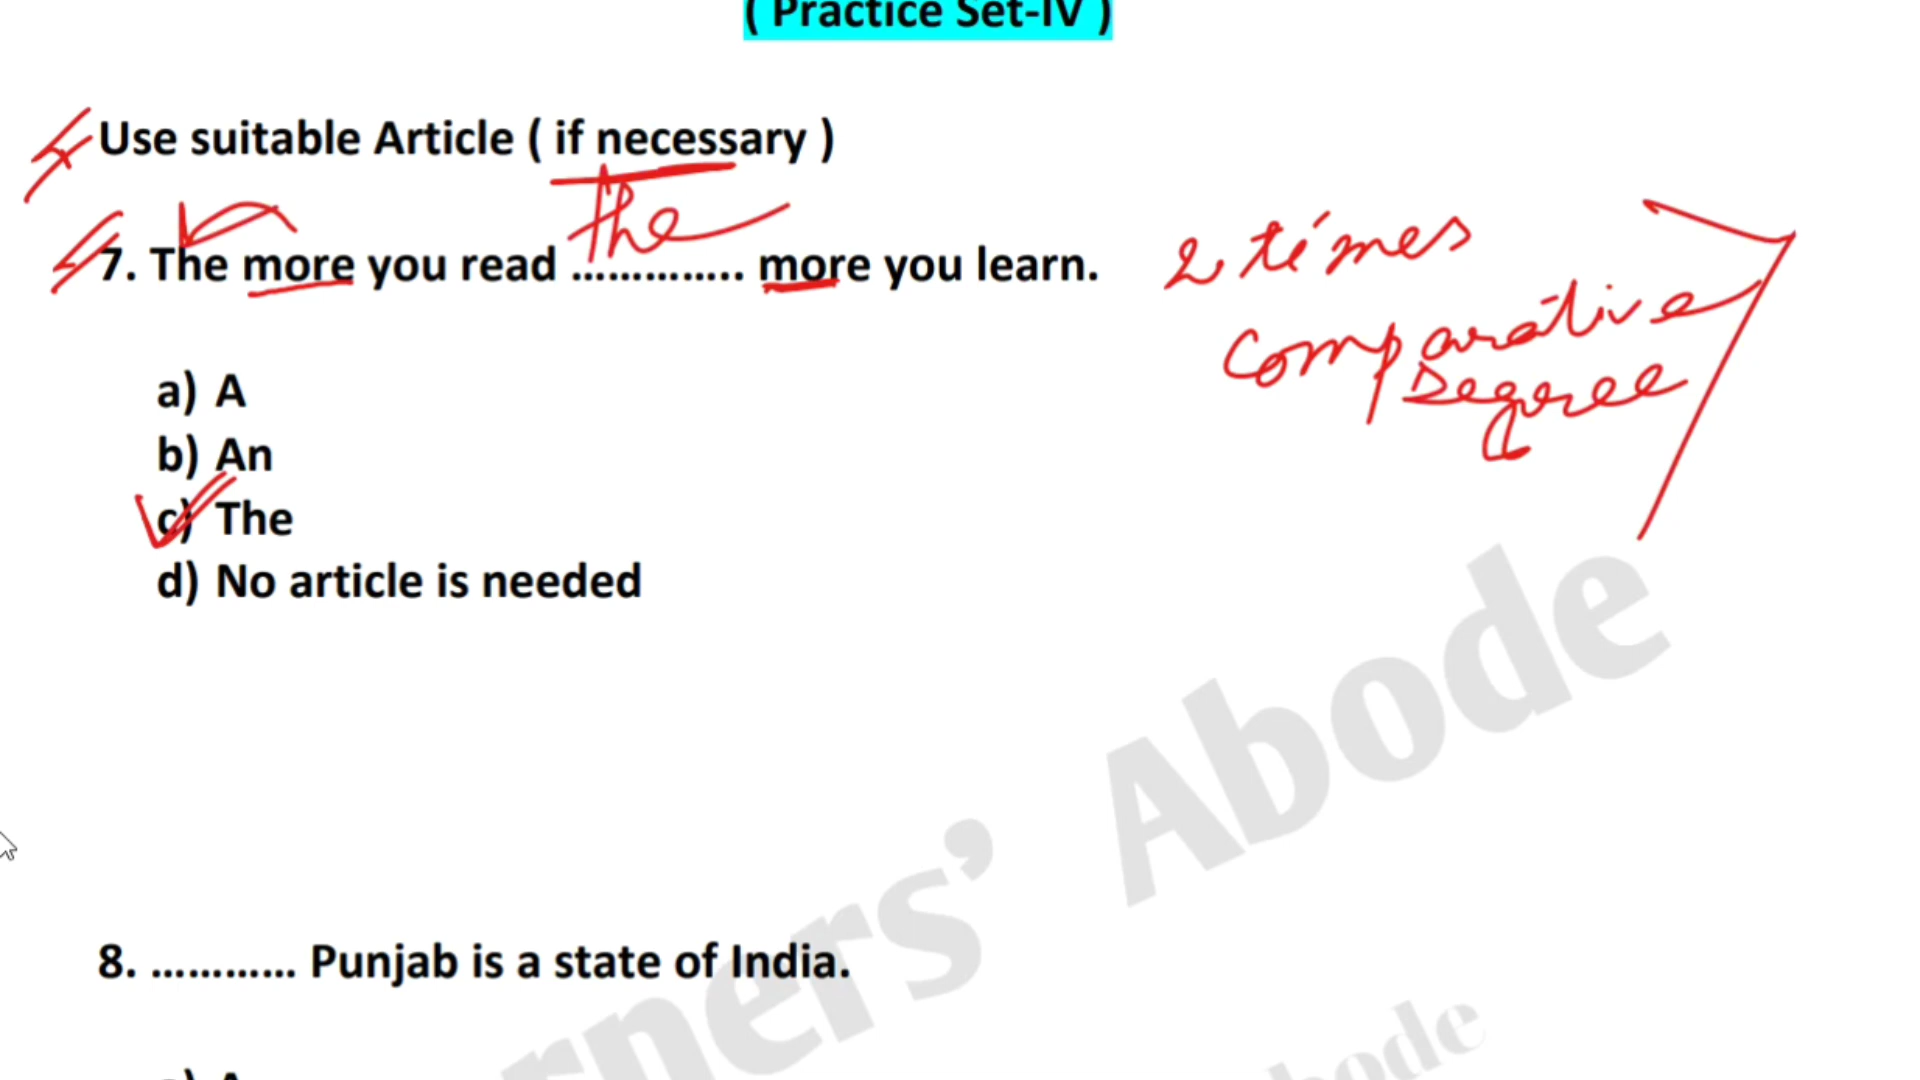 ( Practice Set-IV )
Use suitable Article ( if necessary )
the
7. The more you read .............. more you learn.
2 times
comparative
Degree
a) A
b) An
c) The
d) No article is needed
Abode
8. ............ Punjab is a state of India.